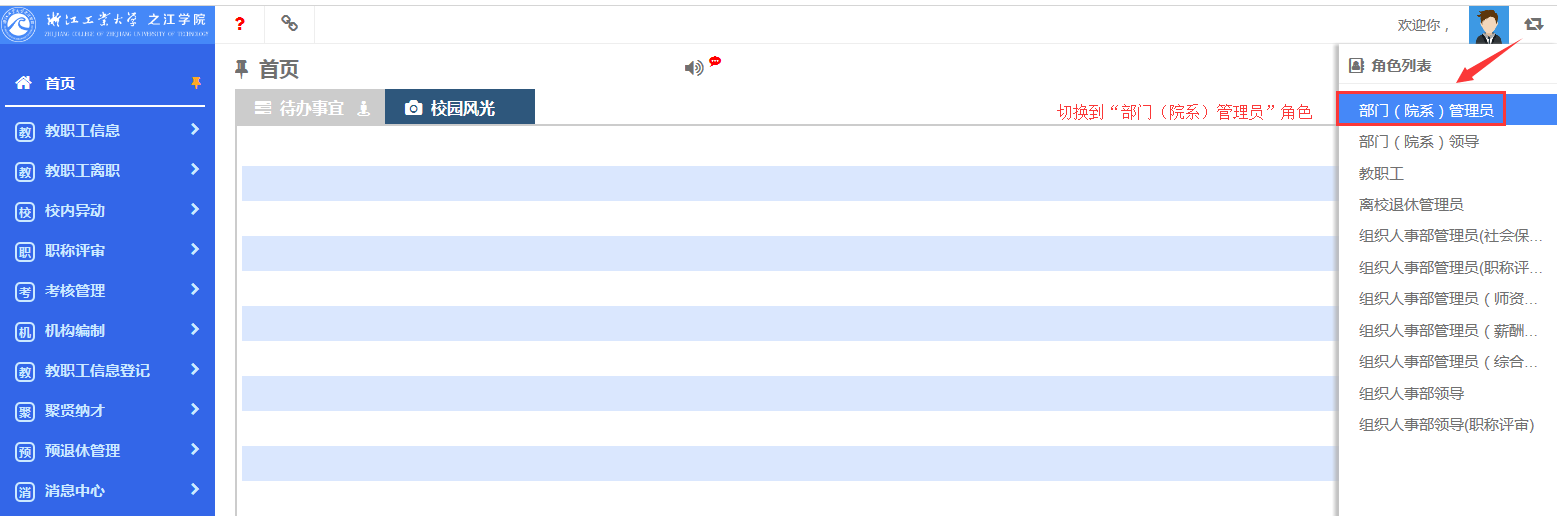 浙江工业大学 之江学院
ZHIJIANG COLLEGE OF ZHEJIANG UNIVERSITY OF TECHNOLOGY
?
欢迎你，
首页
教 教职工信息
教 教职工离职
校 校内异动
职 职称评审
考 考核管理
机 机构编制
教 教职工信息登记
聚 聚贤纳才
预 预退休管理
消 消息中心
首页
待办事宜
校园风光
切换到“部门（院系）管理员”角色
角色列表
部门（院系）管理员
部门（院系）领导
教职工
离校退休管理员
组织人事部管理员(社会保...
组织人事部管理员(职称评...
组织人事部管理员（师资...
组织人事部管理员（薪酬...
组织人事部管理员（综合...
组织人事部领导
组织人事部领导(职称评审)